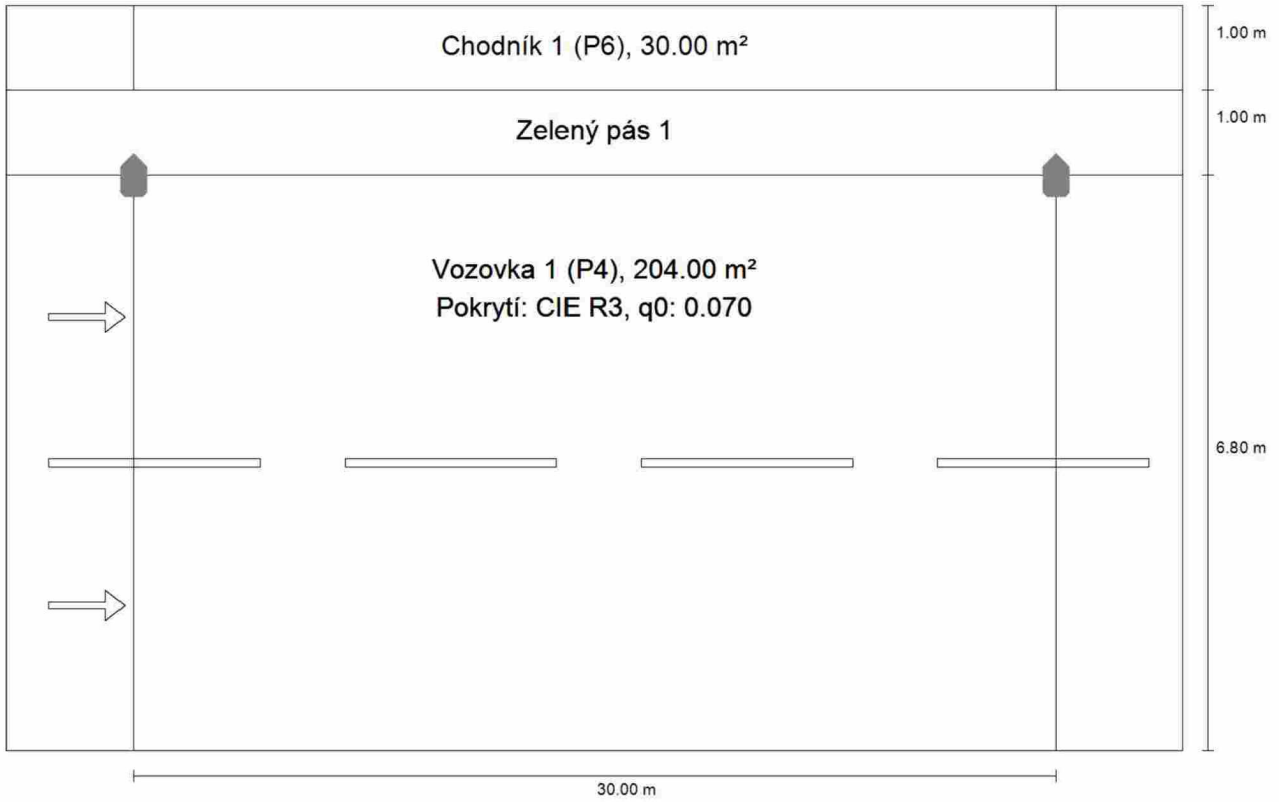 Chodník 1 (P6), 30.00 m²
1.00 m
Zelený pás 1
1.00 m
Vozovka 1 (P4), 204.00 m²
Pokrytí: CIE R3, q0: 0.070
6.80 m
30.00 m